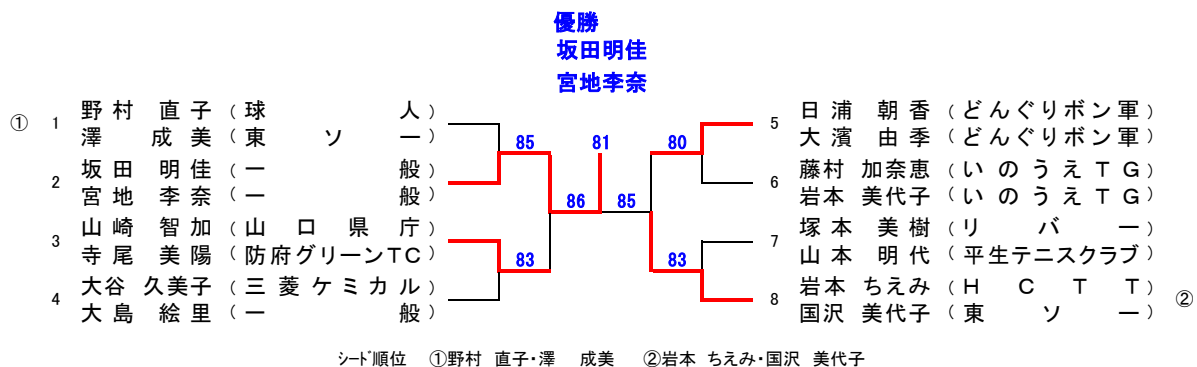 優勝
坂田明佳
宮地李奈
① 1 野村 直子 (球 人)
澤 成美 (東 ソ ー)
2 坂田 明佳 (一 般)
宮地 李奈 (一 般)
3 山崎 智加 (山口県庁)
寺尾 美陽 (防府グリーンTC)
4 大谷 久美子 (三菱ケミカル)
大島 絵里 (一 般)
85 81 80
86 85
83 83
5 日浦 朝香 (どんぐりボン軍)
大濱 由季 (どんぐりボン軍)
6 藤村 加奈恵 (いのうえTG)
岩本 美代子 (いのうえTG)
7 塚本 美樹 (リ バ ー)
山本 明代 (平生テニスクラブ)
8 岩本 ちえみ (H C T T) ②
国沢 美代子 (東 ソ ー)
シード順位 ①野村 直子・澤 成美 ②岩本 ちえみ・国沢 美代子